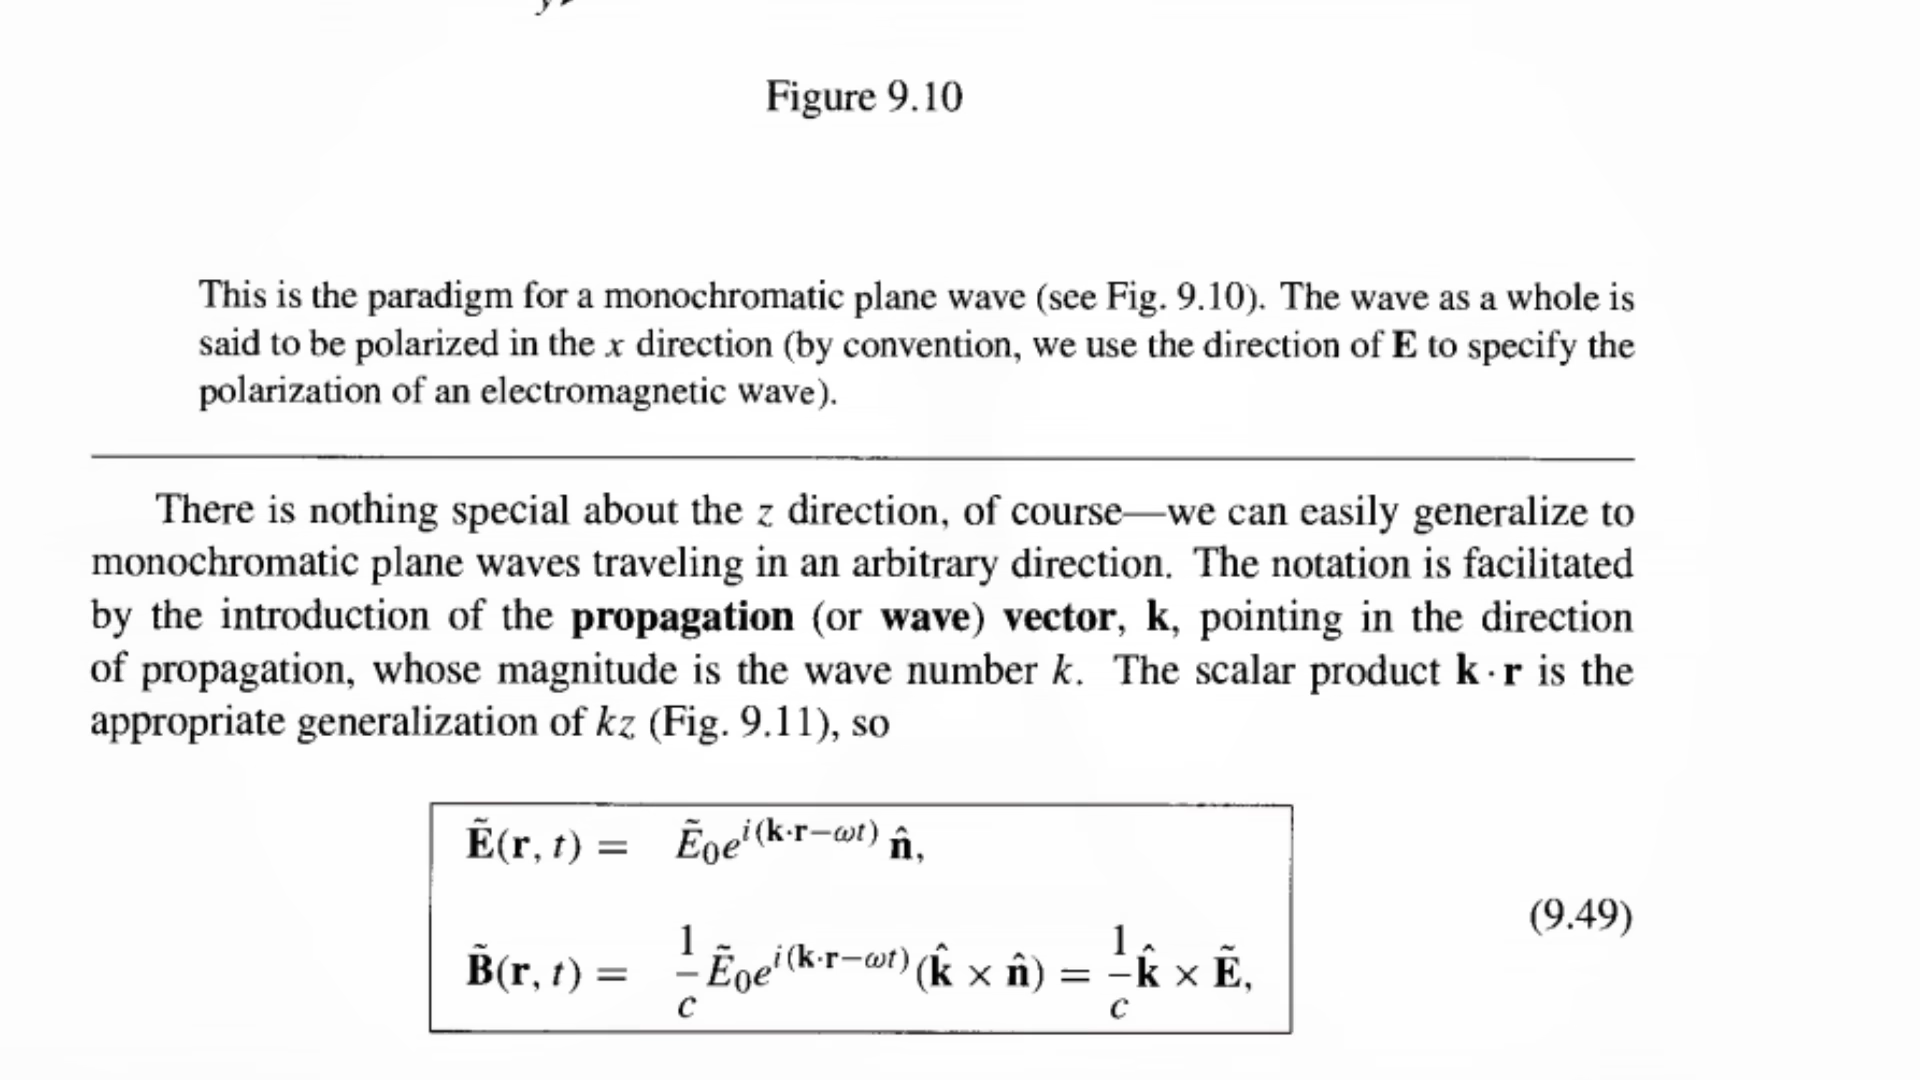 Figure 9.10
This is the paradigm for a monochromatic plane wave (see Fig. 9.10). The wave as a whole is
said to be polarized in the x direction (by convention, we use the direction of E to specify the
polarization of an electromagnetic wave).
There is nothing special about the z direction, of course—we can easily generalize to
monochromatic plane waves traveling in an arbitrary direction. The notation is facilitated
by the introduction of the propagation (or wave) vector, k, pointing in the direction
of propagation, whose magnitude is the wave number k. The scalar product k · r is the
appropriate generalization of kz (Fig. 9.11), so
Ẽ(r, t) = Ẽ₀e^{i(k·r−ωt)} n̂,
(9.49)
B̃(r, t) = 1/c Ẽ₀e^{i(k·r−ωt)} (k̂ × n̂) = 1/c k̂ × Ẽ,